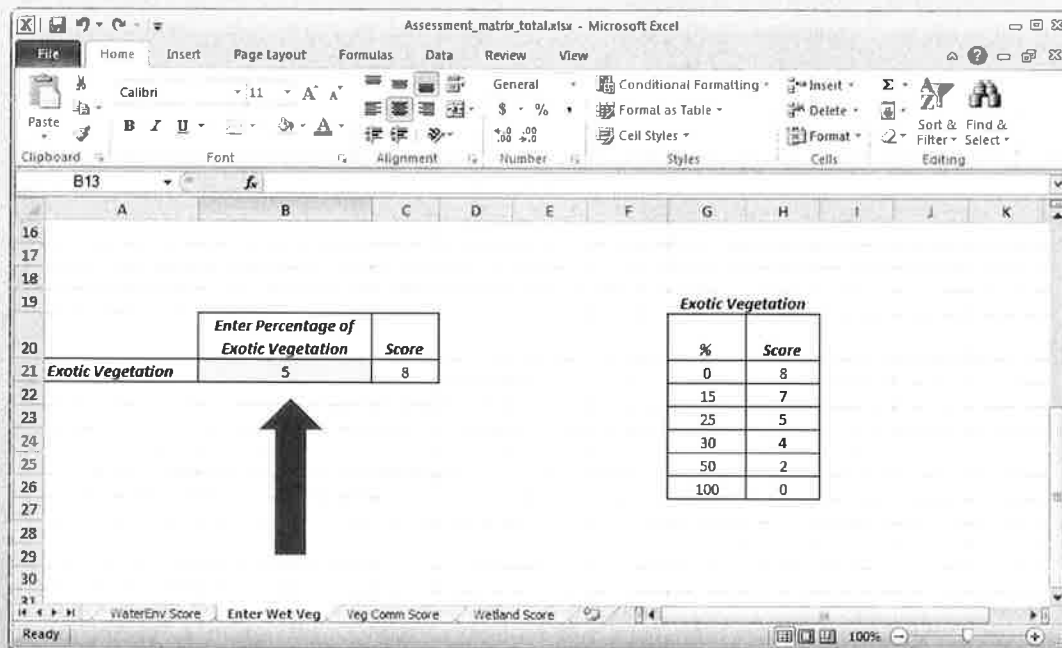 Assessment_matrix_total.xlsx - Microsoft Excel
File Home Insert Page Layout Formulas Data Review View
Calibri 11 A A General Conditional Formatting Insert Σ
Paste $ % , Format as Table Delete Sort & Find &
B I U A Cell Styles Format Filter Select
Clipboard Font Alignment Number Styles Cells Editing
B13 fx
A B C D E F G H I J K
16
17
18
19 Exotic Vegetation
Enter Percentage of
20 Exotic Vegetation Score % Score
21 Exotic Vegetation 5 8 0 8
22 15 7
23 25 5
24 30 4
25 50 2
26 100 0
27
28
29
30
31
WaterEnv Score Enter Wet Veg Veg Comm Score Wetland Score
Ready 100%